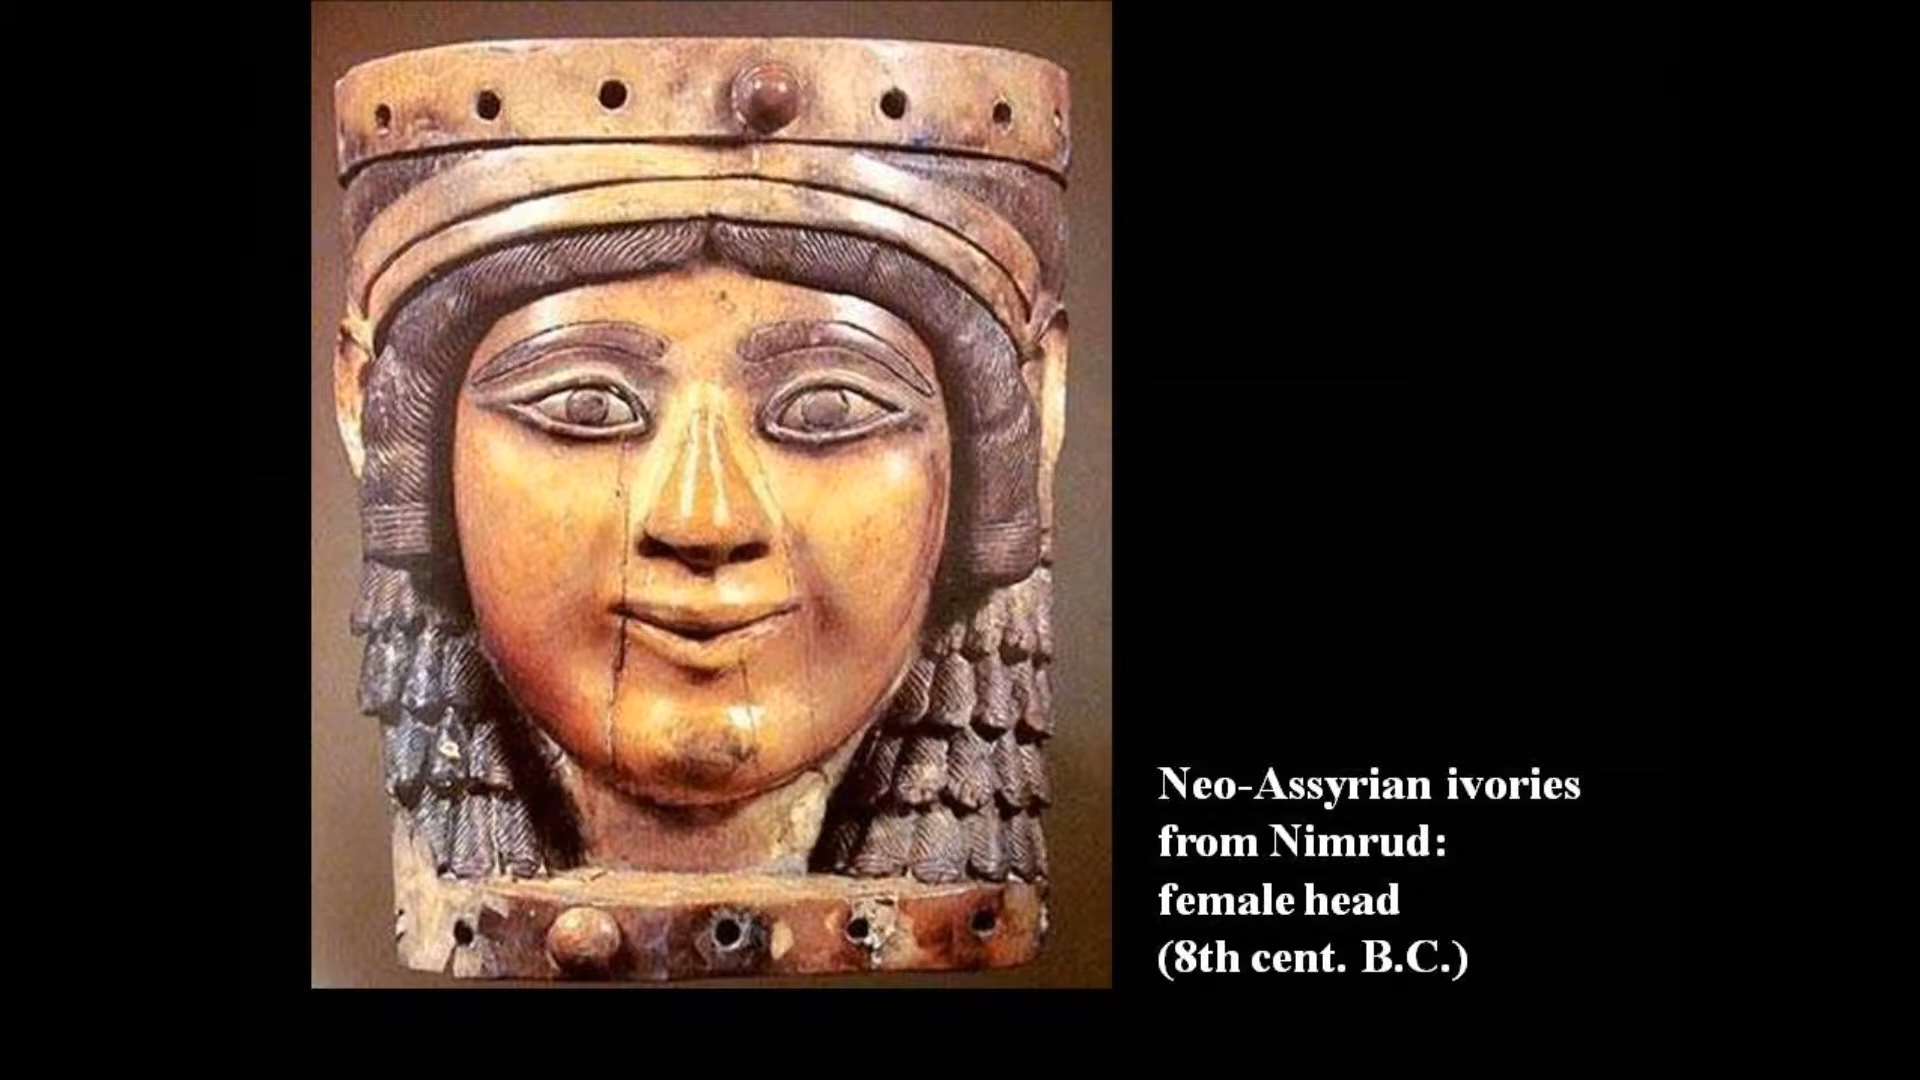 Neo-Assyrian ivories
from Nimrud:
female head
(8th cent. B.C.)